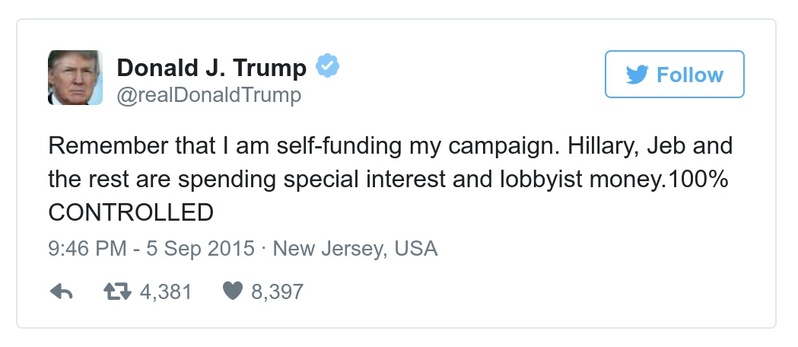 Donald J. Trump
Follow
@realDonaldTrump
Remember that I am self-funding my campaign. Hillary, Jeb and
the rest are spending special interest and lobbyist money.100%
CONTROLLED
9:46 PM - 5 Sep 2015 · New Jersey, USA
4,381 8,397